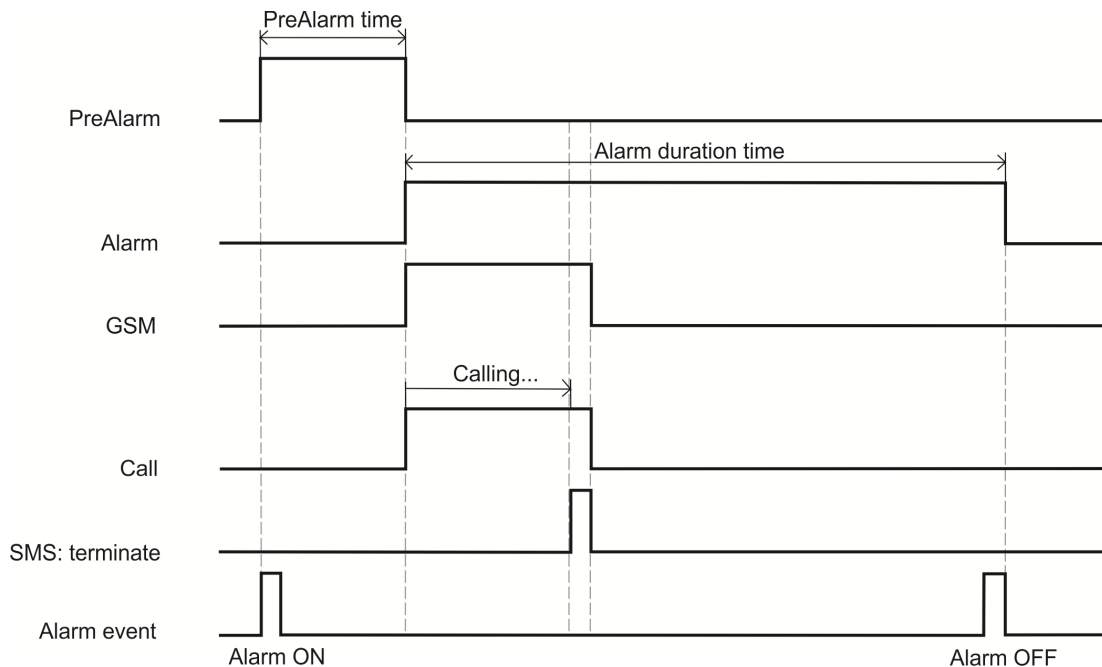 PreAlarm time
PreAlarm
Alarm duration time
Alarm
GSM
Calling...
Call
SMS: terminate
Alarm event
Alarm ON
Alarm OFF